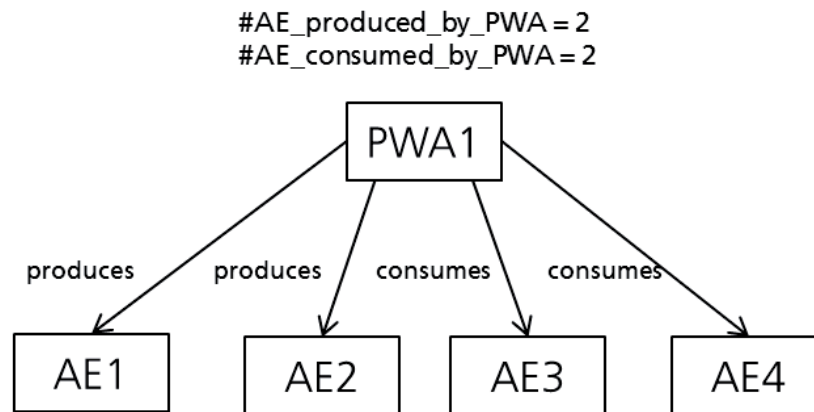 #AE_produced_by_PWA = 2
#AE_consumed_by_PWA = 2
PWA1
produces
produces
consumes
consumes
AE1
AE2
AE3
AE4